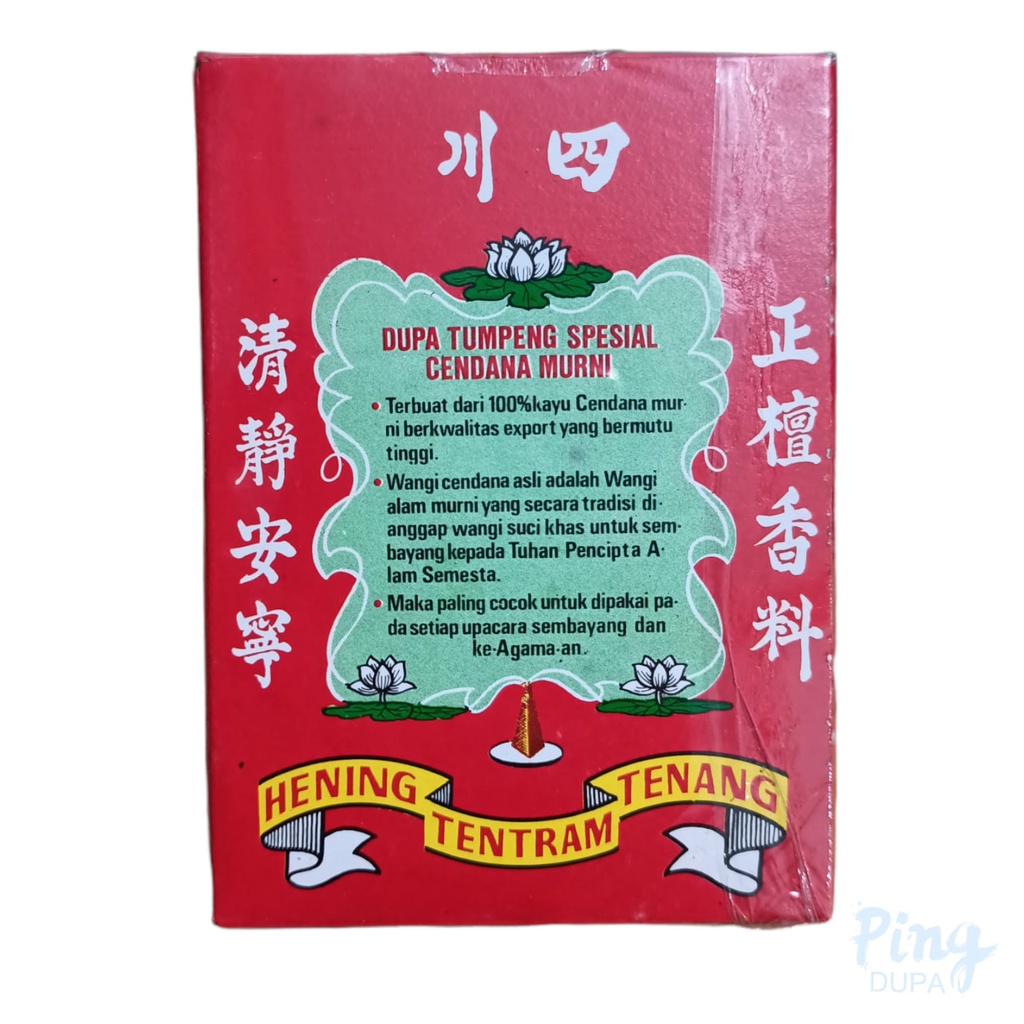 川 四
正檀香料
清靜安寧
DUPA TUMPENG SPESIAL
CENDANA MURNI
• Terbuat dari 100%kayu Cendana mur-
ni berkwalitas export yang bermutu
tinggi.
• Wangi cendana asli adalah Wangi
alam murni yang secara tradisi di-
anggap wangi suci khas untuk sem-
bayang kepada Tuhan Pencipta A-
lam Semesta.
• Maka paling cocok untuk dipakai pa-
da setiap upacara sembayang dan
ke-Agama-an.
HENING
TENTRAM
TENANG
Ping
DUPA